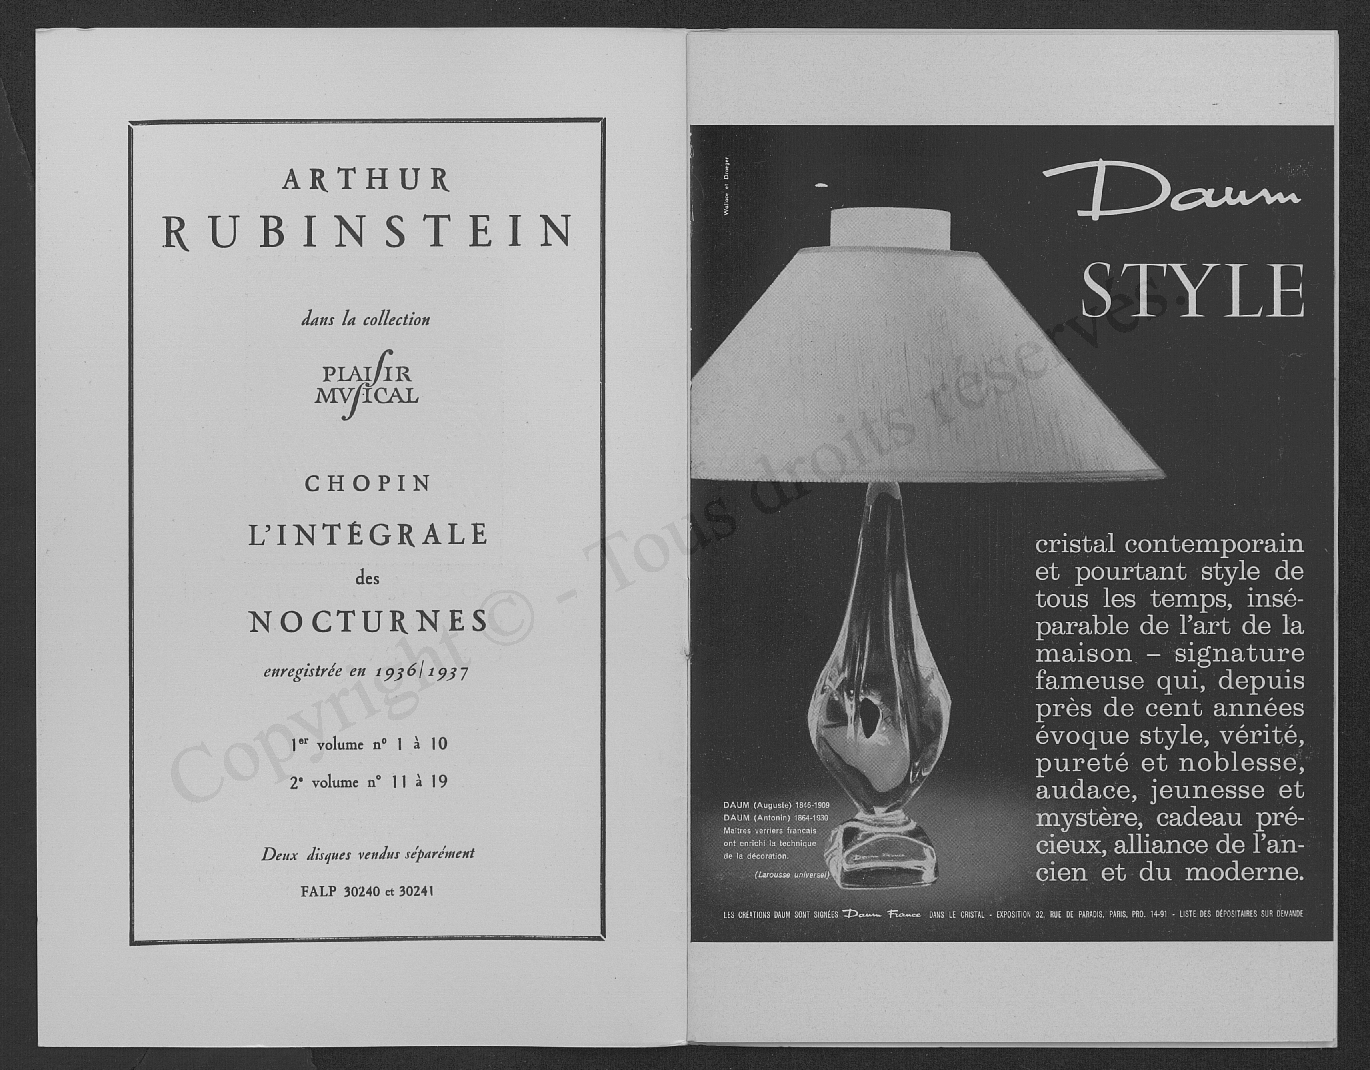 ARTHUR
RUBINSTEIN
dans la collection
PLAISIR
MVSICAL
CHOPIN
L'INTÉGRALE
des
NOCTURNES
enregistrée en 1936/1937
1er volume n° 1 à 10
2e volume n° 11 à 19
Deux disques vendus séparément
FALP 30240 et 30241
Daum
STYLE
cristal contemporain
et pourtant style de
tous les temps, insé-
parable de l'art de la
maison – signature
fameuse qui, depuis
près de cent années
évoque style, vérité,
pureté et noblesse,
audace, jeunesse et
mystère, cadeau pré-
cieux, alliance de l'an-
cien et du moderne.
DAUM (Auguste) 1845-1909
DAUM (Antonin) 1864-1930
Maîtres verriers français
ont enrichi la technique
de la décoration.
(Larousse universel)
LES CRÉATIONS DAUM SONT SIGNÉES Daum France DANS LE CRISTAL - EXPOSITION 32, RUE DE PARADIS, PARIS, PRO. 14-91 - LISTE DES DÉPOSITAIRES SUR DEMANDE
Copyright © - Tous droits réservés.